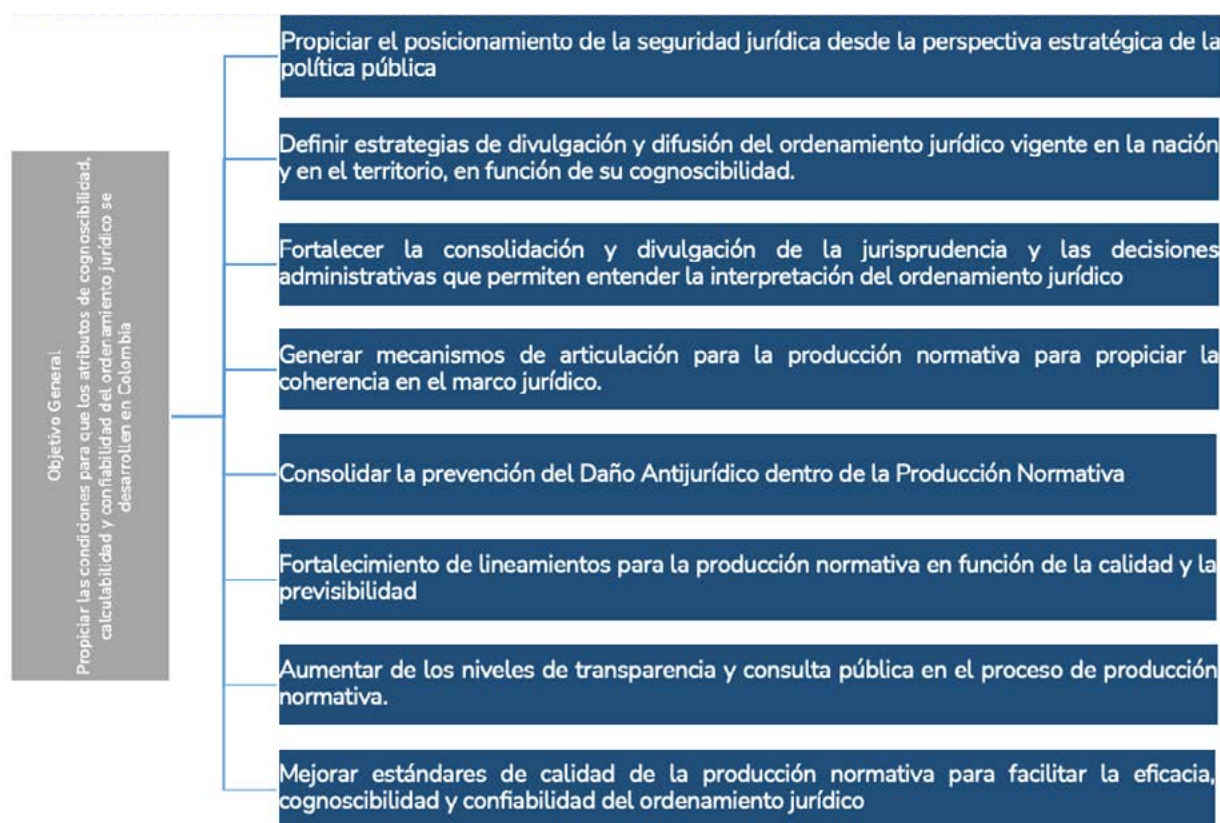 Objetivo General
Propiciar las condiciones para que los atributos de cognoscibilidad,
calculabilidad y confiabilidad del ordenamiento jurídico se
desarrollen en Colombia
Propiciar el posicionamiento de la seguridad jurídica desde la perspectiva estratégica de la
política pública
Definir estrategias de divulgación y difusión del ordenamiento jurídico vigente en la nación
y en el territorio, en función de su cognoscibilidad.
Fortalecer la consolidación y divulgación de la jurisprudencia y las decisiones
administrativas que permiten entender la interpretación del ordenamiento jurídico
Generar mecanismos de articulación para la producción normativa para propiciar la
coherencia en el marco jurídico.
Consolidar la prevención del Daño Antijurídico dentro de la Producción Normativa
Fortalecimiento de lineamientos para la producción normativa en función de la calidad y la
previsibilidad
Aumentar de los niveles de transparencia y consulta pública en el proceso de producción
normativa.
Mejorar estándares de calidad de la producción normativa para facilitar la eficacia,
cognoscibilidad y confiabilidad del ordenamiento jurídico